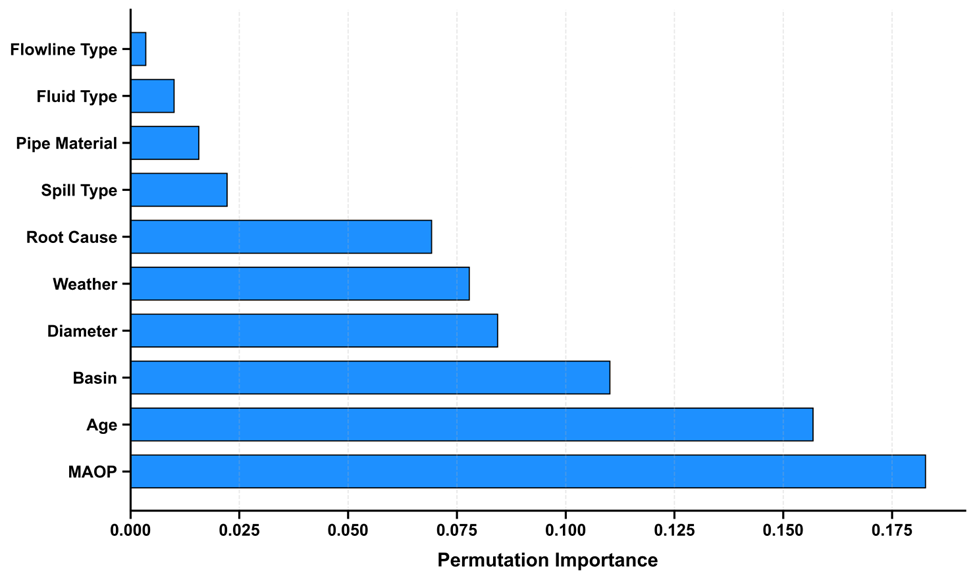 Flowline Type
Fluid Type
Pipe Material
Spill Type
Root Cause
Weather
Diameter
Basin
Age
MAOP
0.000 0.025 0.050 0.075 0.100 0.125 0.150 0.175
Permutation Importance